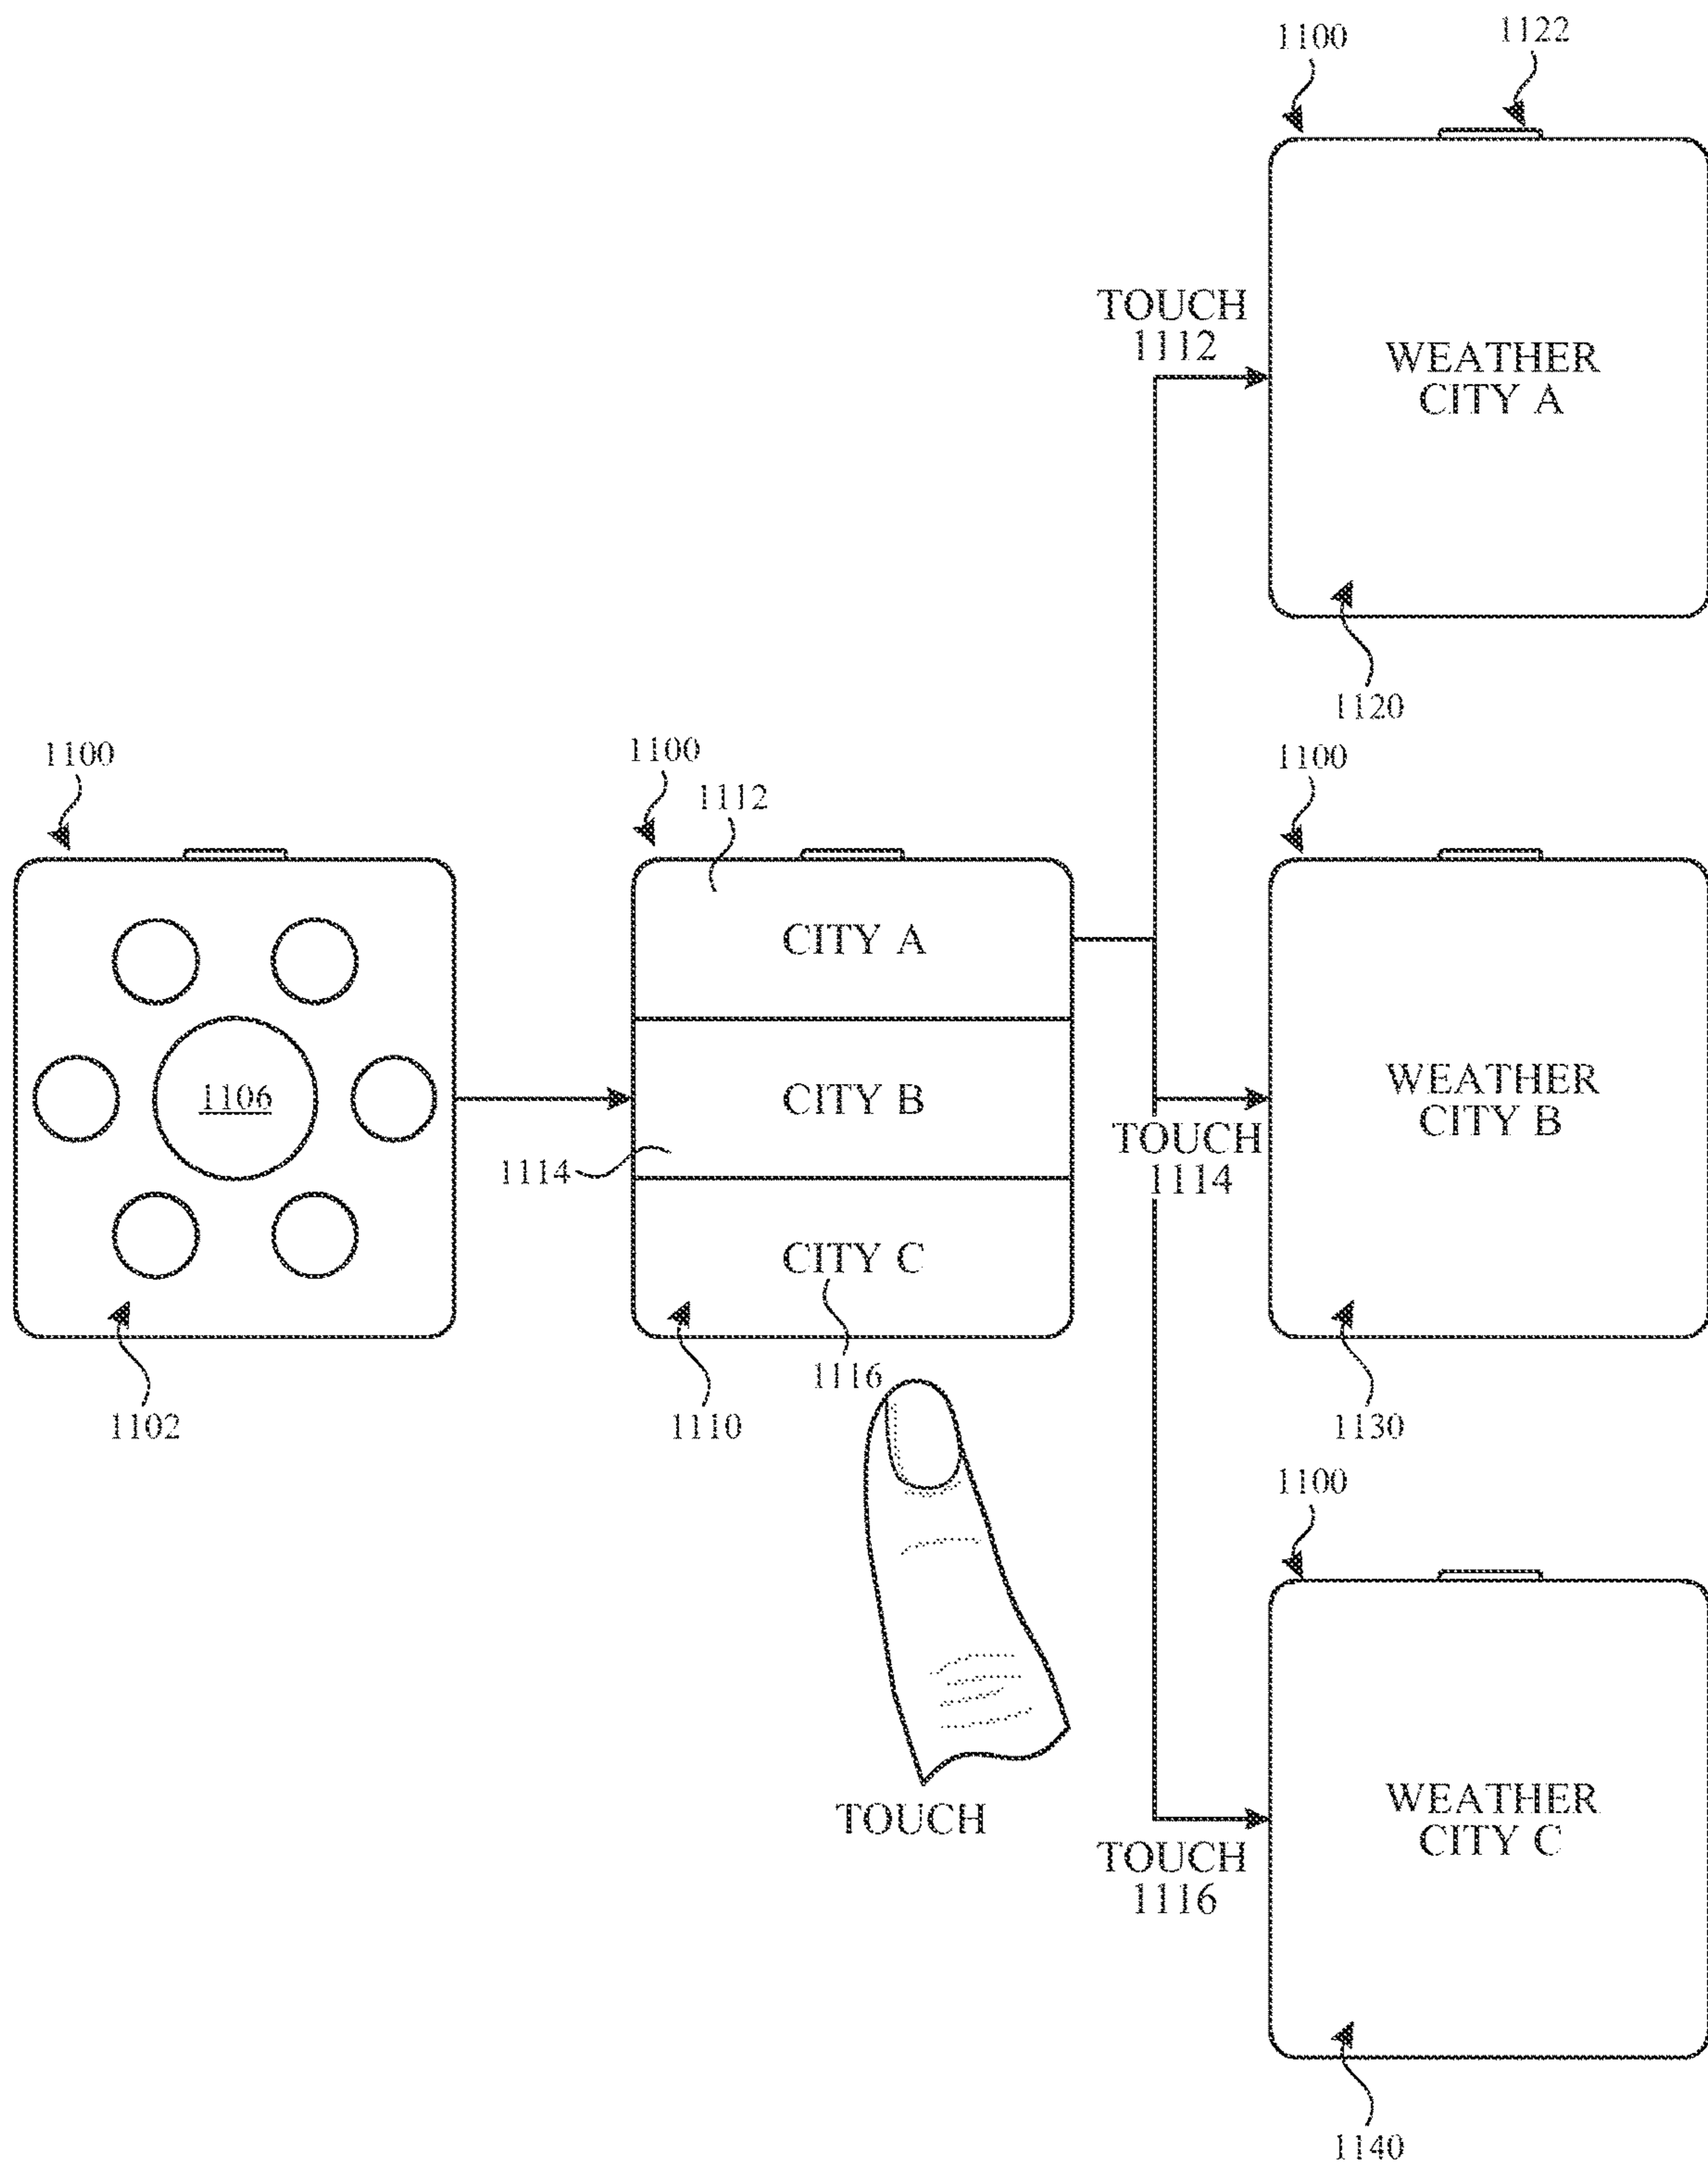 1100
1122
TOUCH
1112
WEATHER
CITY A
1120
1100
1100
1112
1100
CITY A
1106
CITY B
1114
TOUCH
1114
WEATHER
CITY B
CITY C
1116
1102
1110
1130
1100
TOUCH
TOUCH
1116
WEATHER
CITY C
1140